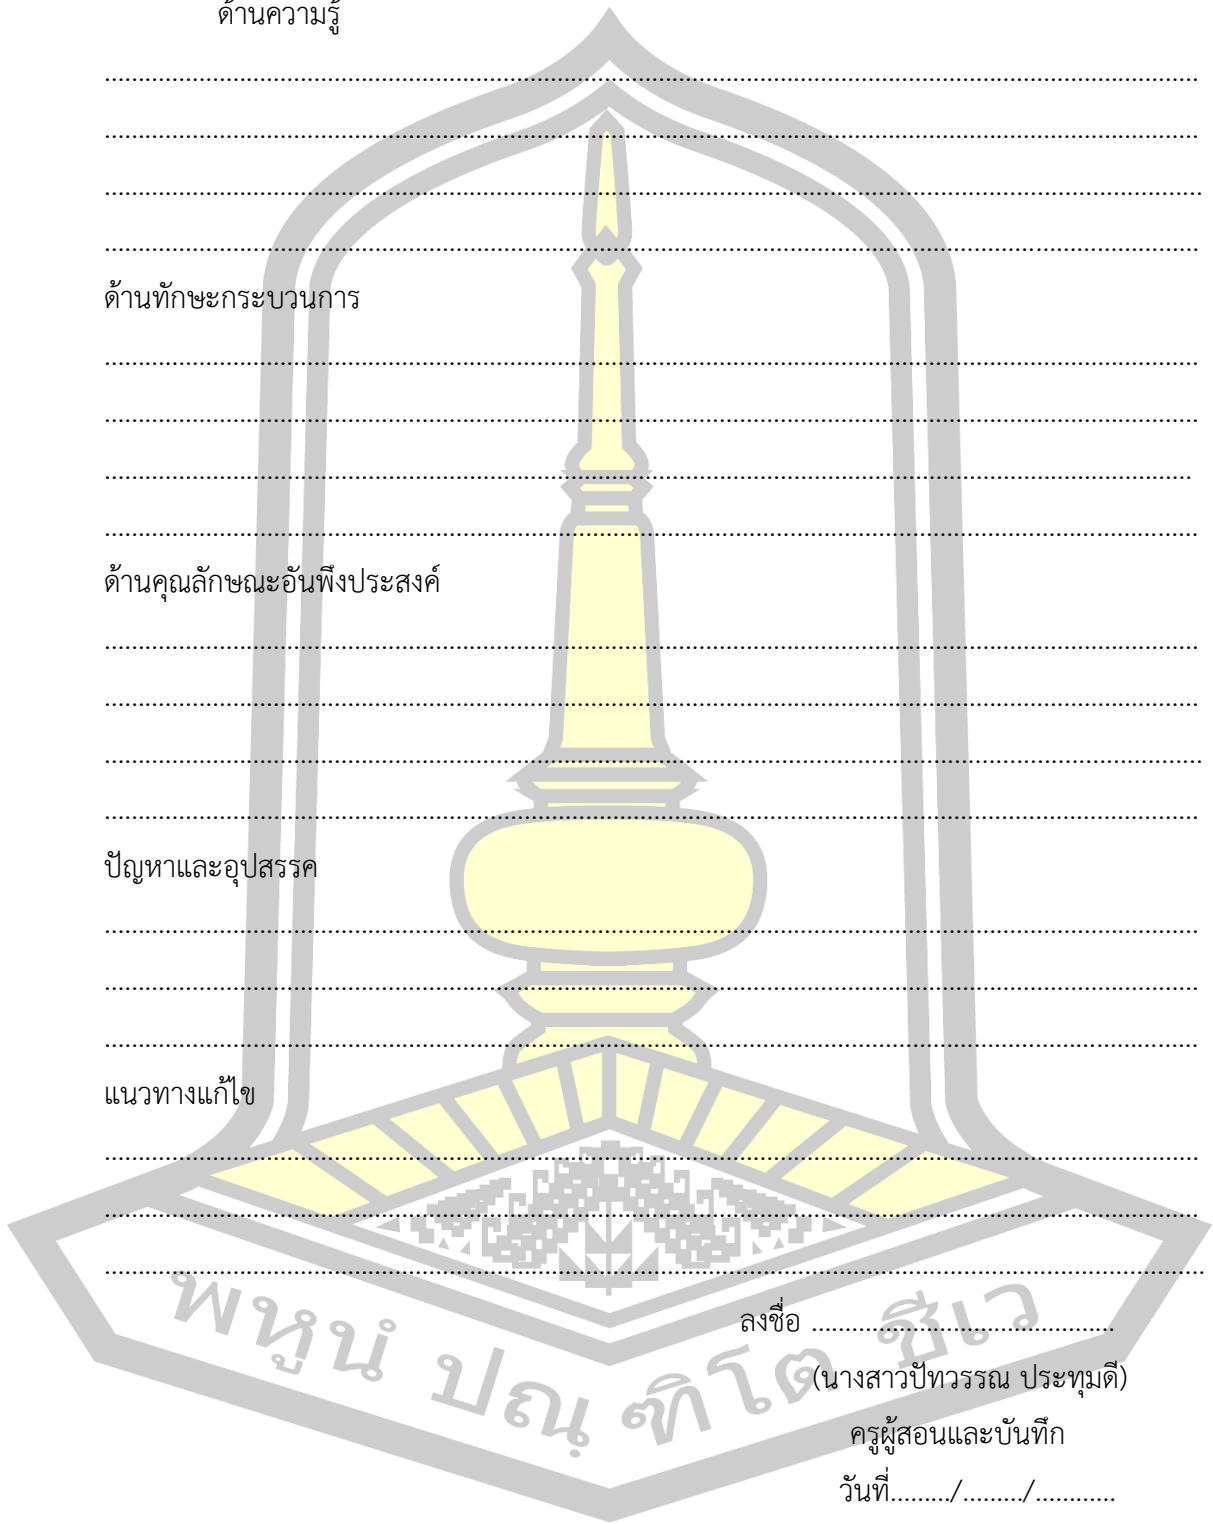 ด้านความรู้
....................................................................................................................................................................
....................................................................................................................................................................
....................................................................................................................................................................
....................................................................................................................................................................
ด้านทักษะกระบวนการ
....................................................................................................................................................................
....................................................................................................................................................................
....................................................................................................................................................................
....................................................................................................................................................................
ด้านคุณลักษณะอันพึงประสงค์
....................................................................................................................................................................
....................................................................................................................................................................
....................................................................................................................................................................
....................................................................................................................................................................
ปัญหาและอุปสรรค
....................................................................................................................................................................
....................................................................................................................................................................
....................................................................................................................................................................
แนวทางแก้ไข
....................................................................................................................................................................
....................................................................................................................................................................
....................................................................................................................................................................
ลงชื่อ .............................................
(นางสาวปัทวรรณ ประทุมดี)
ครูผู้สอนและบันทึก
วันที่........./........./............
พหูนํ ปณฺฑิโต ชีเว